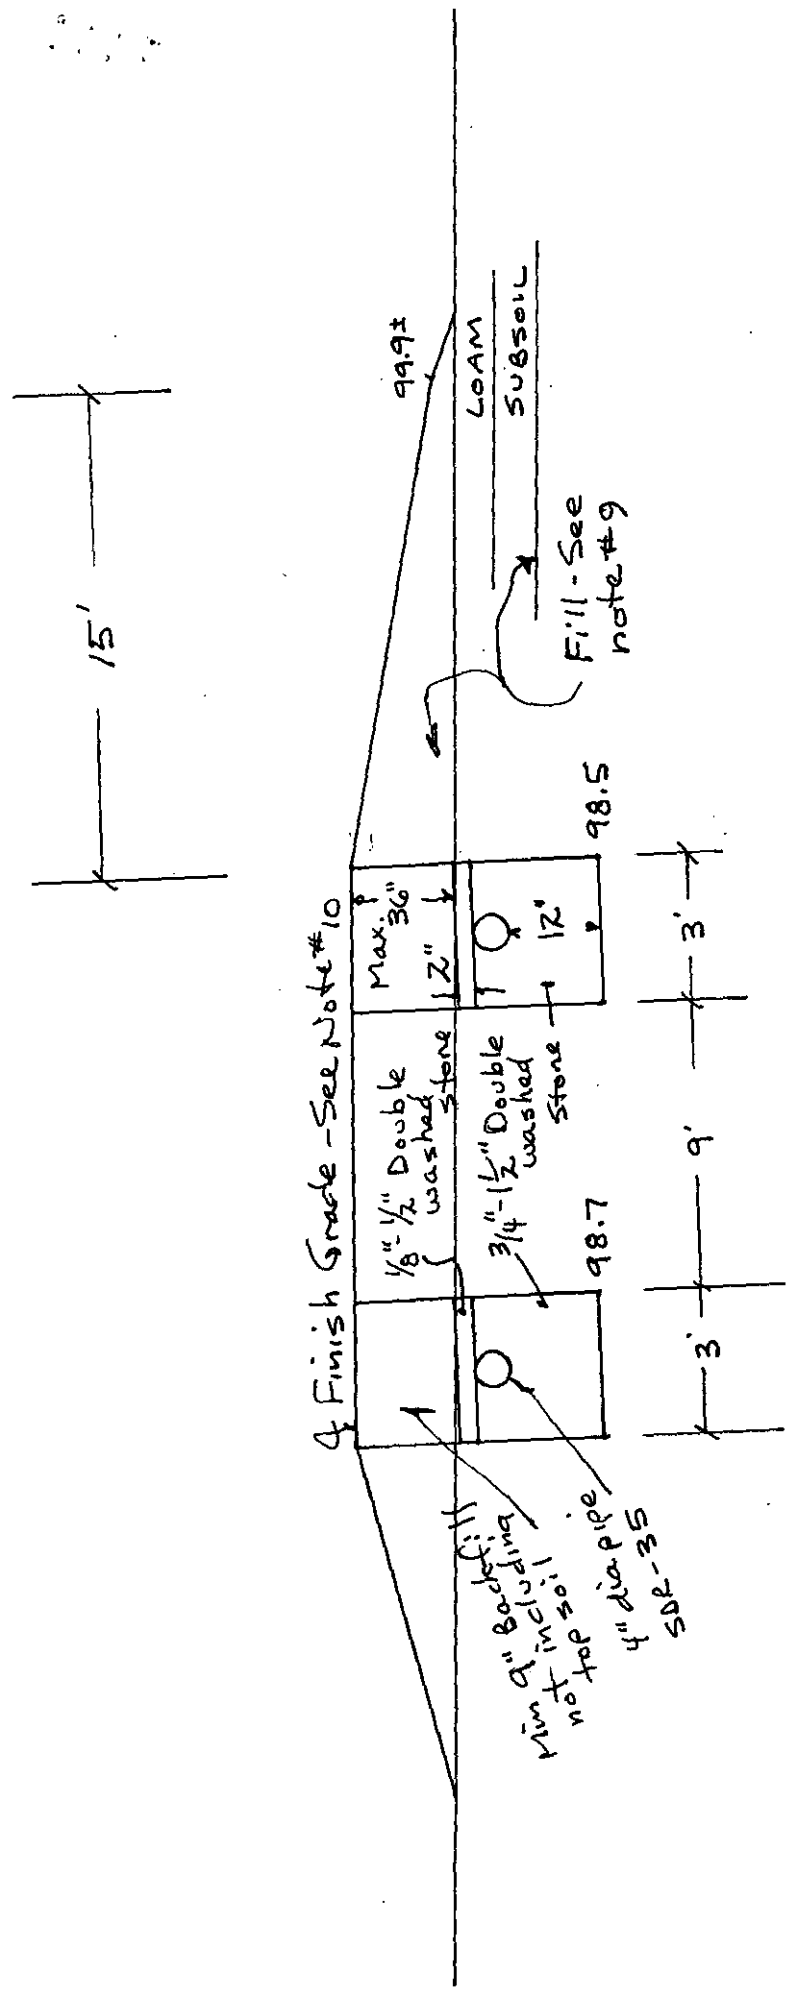 15'
99.9±
LOAM
SUBSOIL
Fill - See
note #9
Finish Grade - See Note #10
Max.
36"
2"
12"
98.5
1/8"-1/2" Double
washed
stone
3/4"-1 1/2" Double
washed
stone
98.7
Min 9" Backfill
not including
not top soil
4" dia pipe
SDR-35
3'
9'
3'